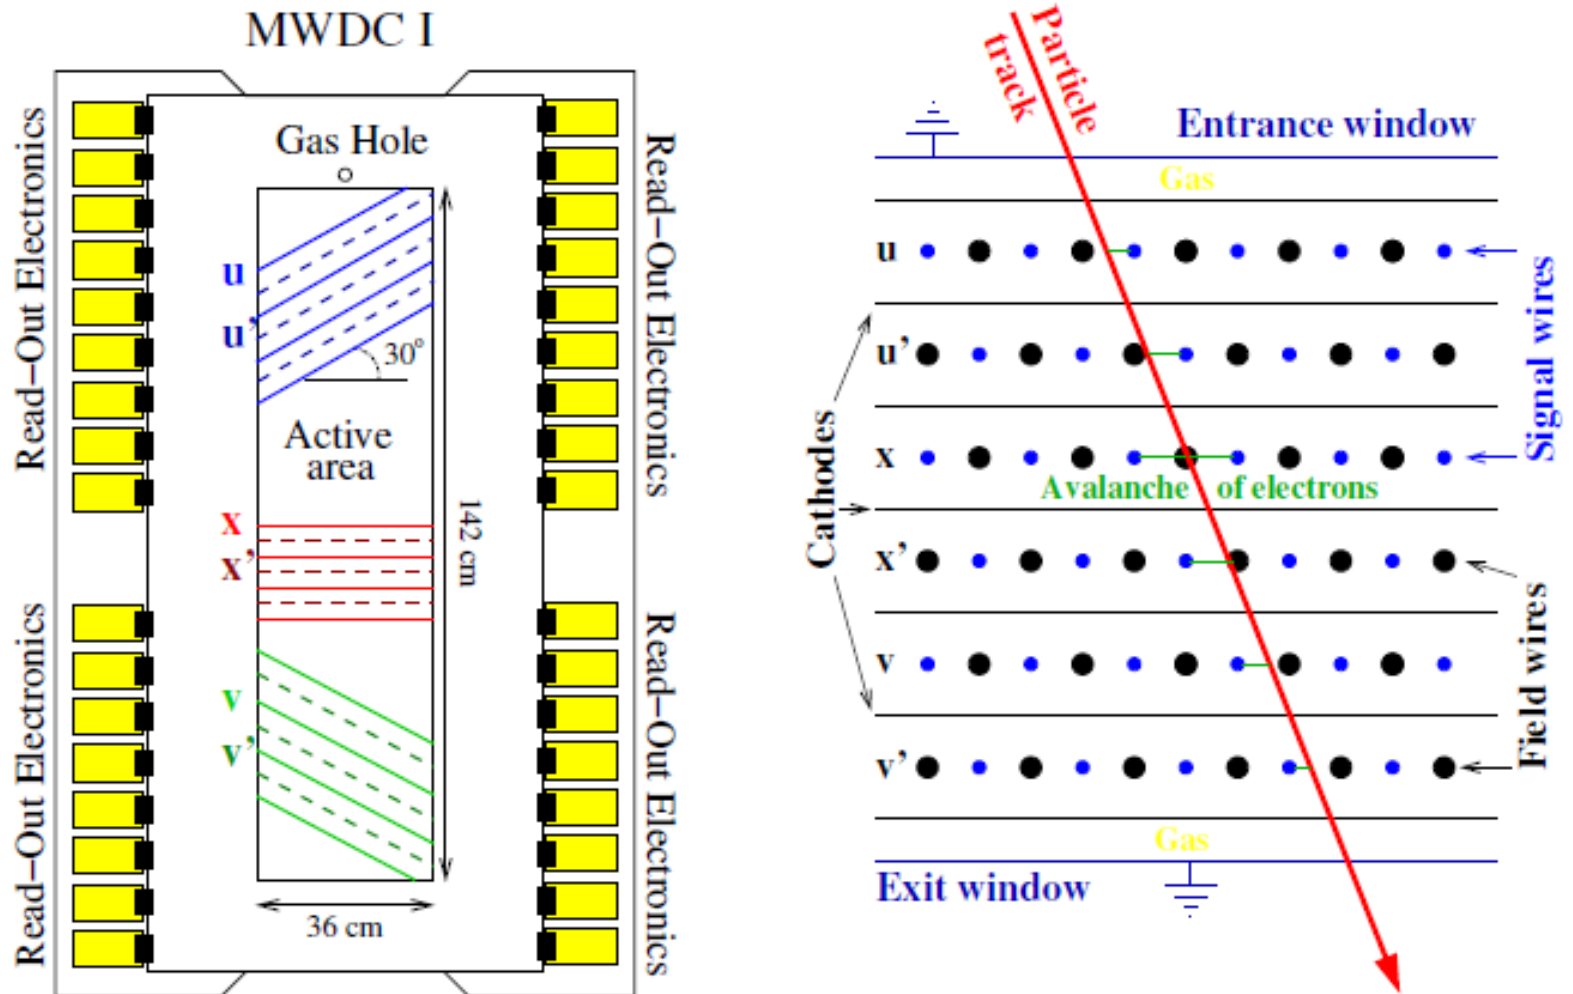 MWDC I
Read-Out Electronics
Read-Out Electronics
Gas Hole
u
u'
30°
Active
area
x
x'
142 cm
v
v'
36 cm
Read-Out Electronics
Read-Out Electronics
Particle
track
Entrance window
Gas
u
u'
x
Avalanche of electrons
x'
v
v'
Gas
Exit window
Cathodes
Signal wires
Field wires